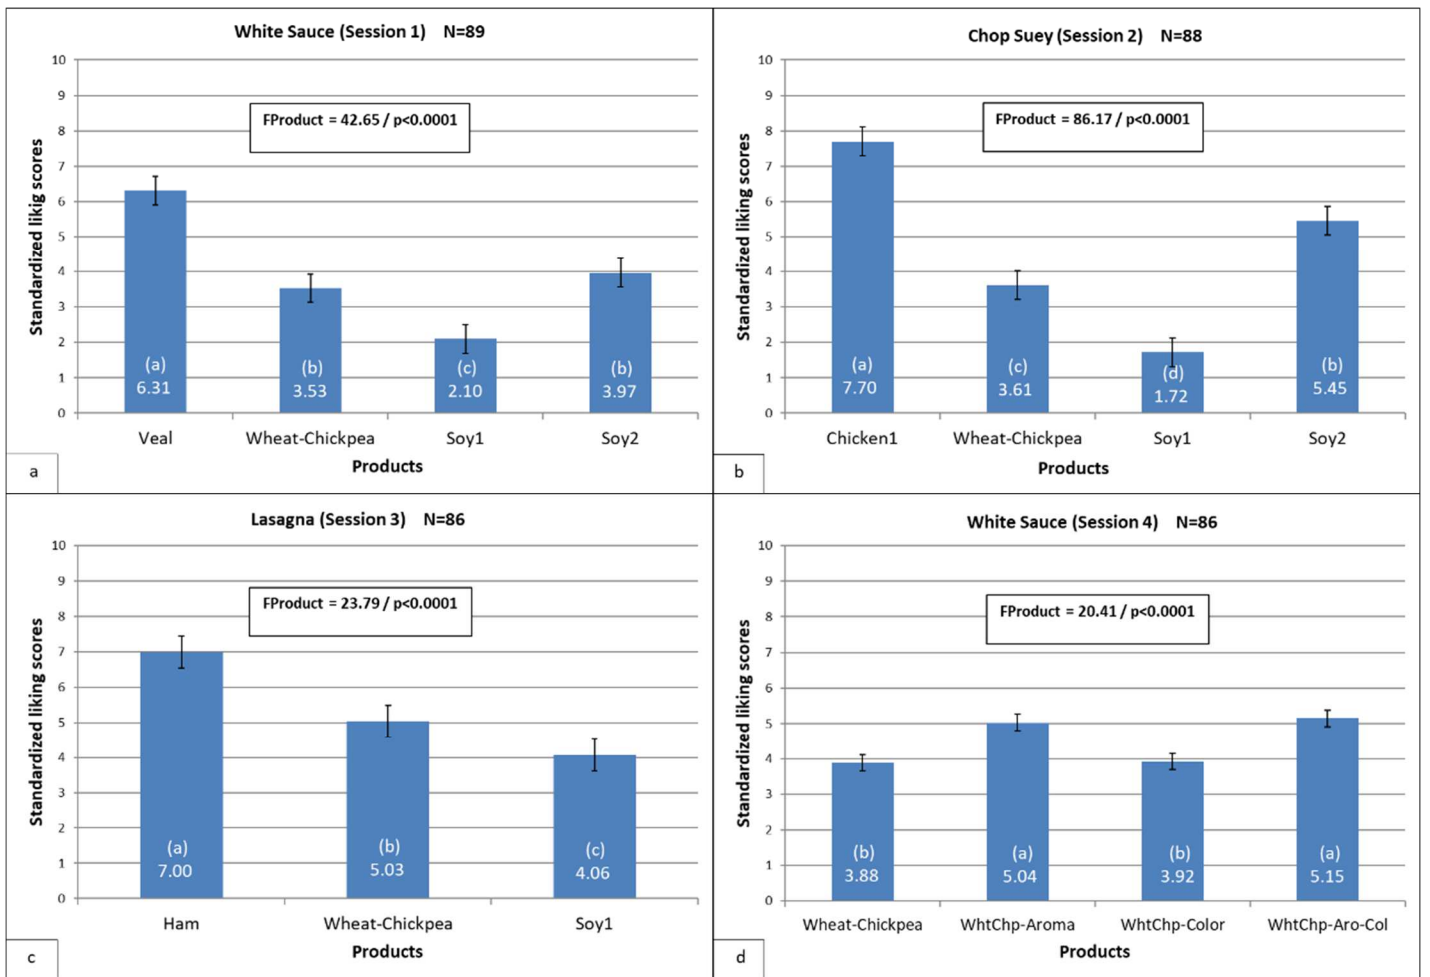 White Sauce (Session 1) N=89
10
9
8
7
6
5
4
3
2
1
0
Standardized likig scores
FProduct = 42.65 / p<0.0001
(a)
6.31
(b)
3.53
(c)
2.10
(b)
3.97
Veal Wheat-Chickpea Soy1 Soy2
Products
a
Chop Suey (Session 2) N=88
10
9
8
7
6
5
4
3
2
1
0
Standardized liking scores
FProduct = 86.17 / p<0.0001
(a)
7.70
(c)
3.61
(d)
1.72
(b)
5.45
Chicken1 Wheat-Chickpea Soy1 Soy2
Products
b
Lasagna (Session 3) N=86
10
9
8
7
6
5
4
3
2
1
0
Standardized liking scores
FProduct = 23.79 / p<0.0001
(a)
7.00
(b)
5.03
(c)
4.06
Ham Wheat-Chickpea Soy1
Products
c
White Sauce (Session 4) N=86
10
9
8
7
6
5
4
3
2
1
0
Standardized liking scores
FProduct = 20.41 / p<0.0001
(b)
3.88
(a)
5.04
(b)
3.92
(a)
5.15
Wheat-Chickpea WhtChp-Aroma WhtChp-Color WhtChp-Aro-Col
Products
d